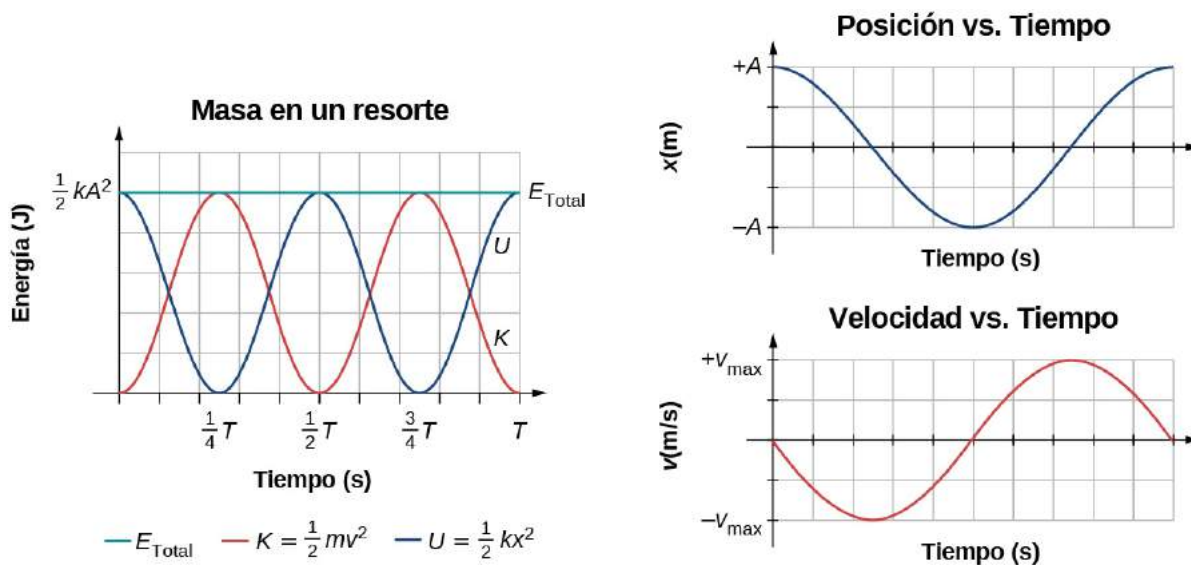 Masa en un resorte
Energía (J)
½ kA²
E_Total
U
K
¼ T
½ T
¾ T
T
Tiempo (s)
E_Total
K = ½ mv²
U = ½ kx²
Posición vs. Tiempo
x(m)
+A
–A
Tiempo (s)
Velocidad vs. Tiempo
v(m/s)
+v_max
–v_max
Tiempo (s)